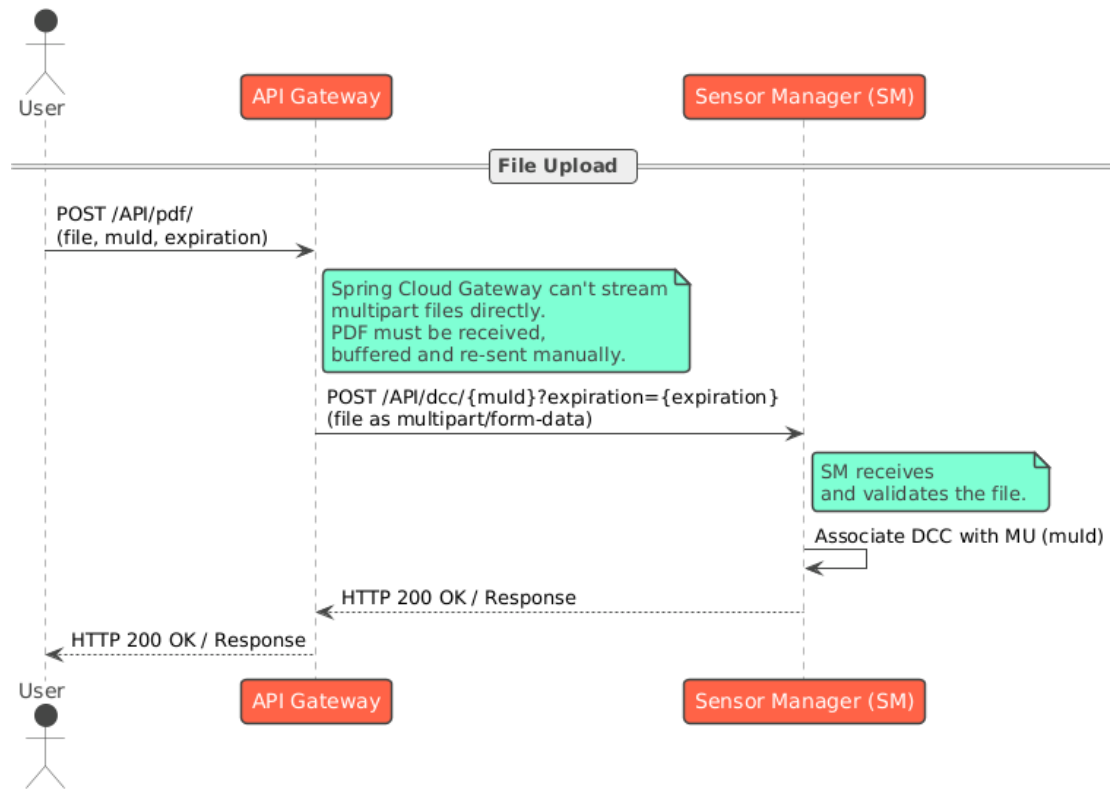 User
API Gateway
Sensor Manager (SM)
File Upload
POST /API/pdf/
(file, muId, expiration)
Spring Cloud Gateway can't stream
multipart files directly.
PDF must be received,
buffered and re-sent manually.
POST /API/dcc/{muId}?expiration={expiration}
(file as multipart/form-data)
SM receives
and validates the file.
Associate DCC with MU (muId)
HTTP 200 OK / Response
HTTP 200 OK / Response
User
API Gateway
Sensor Manager (SM)